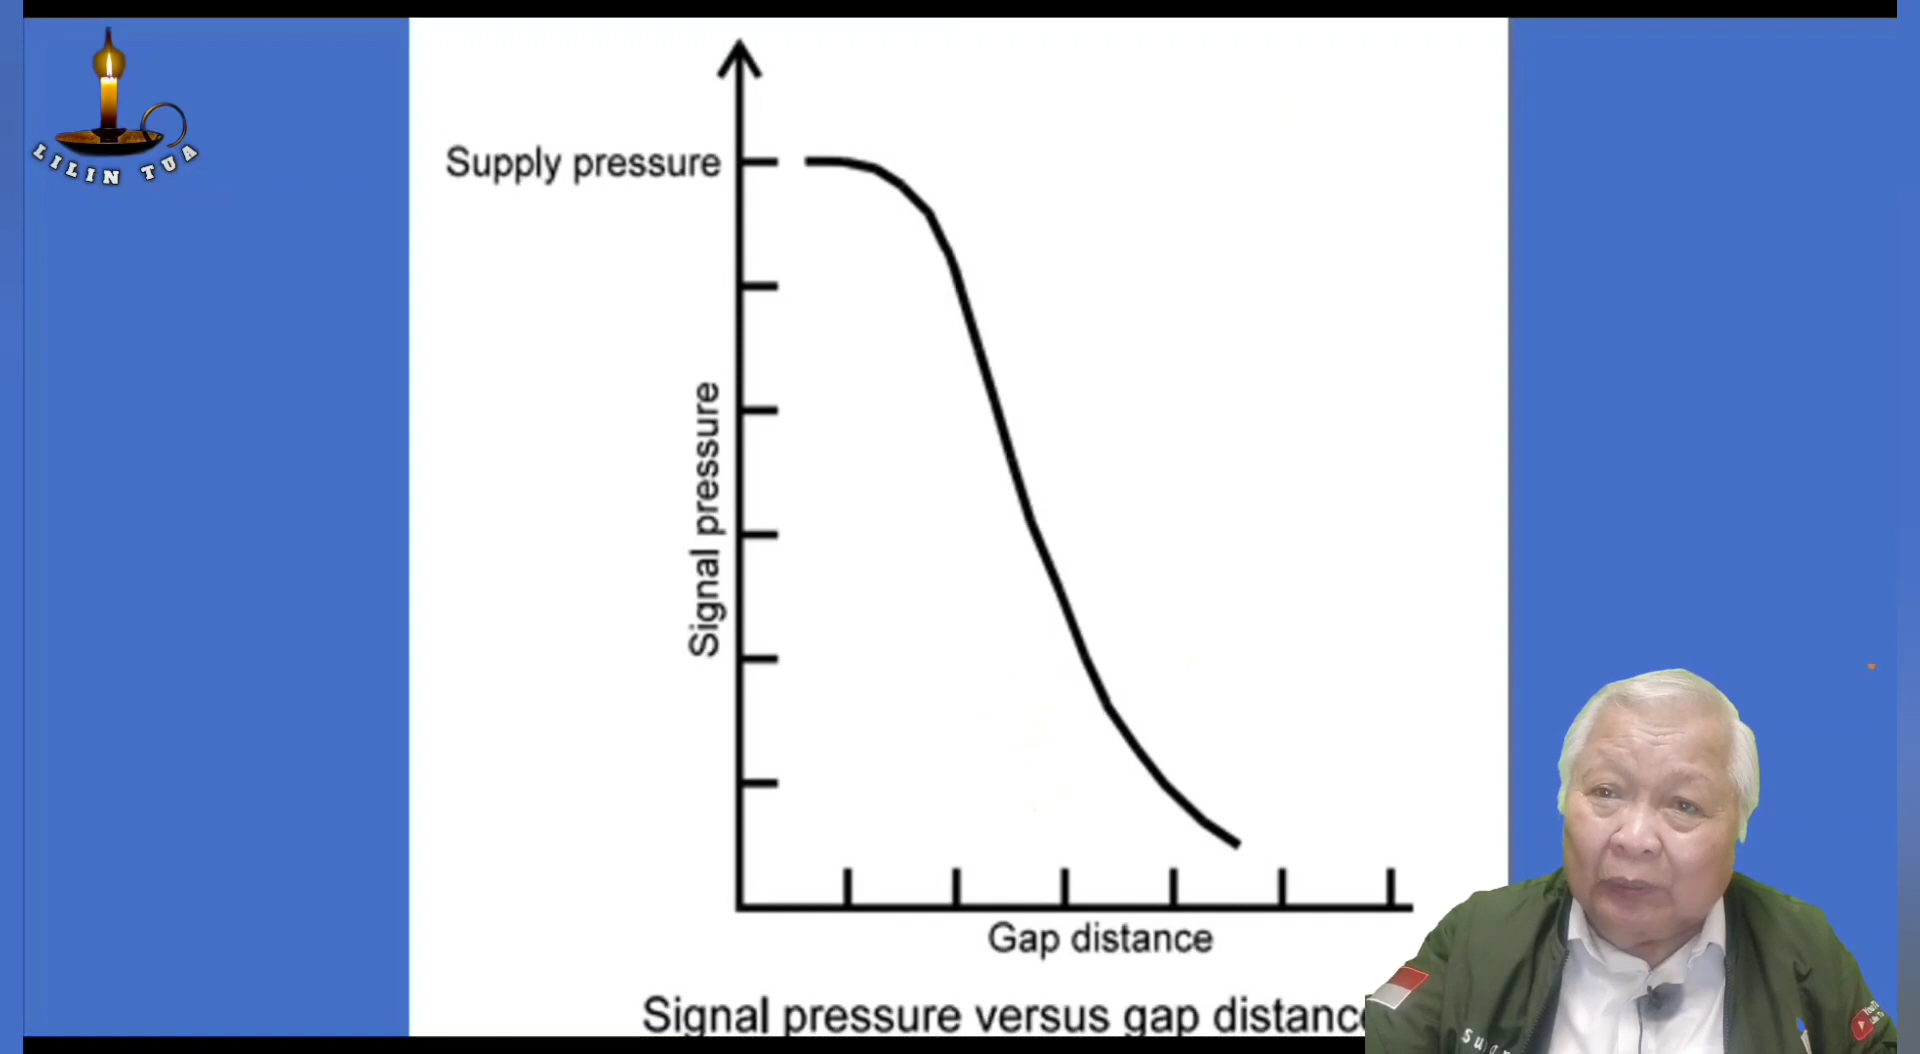 LILIN TUA
Supply pressure
Signal pressure
Gap distance
Signal pressure versus gap distanc